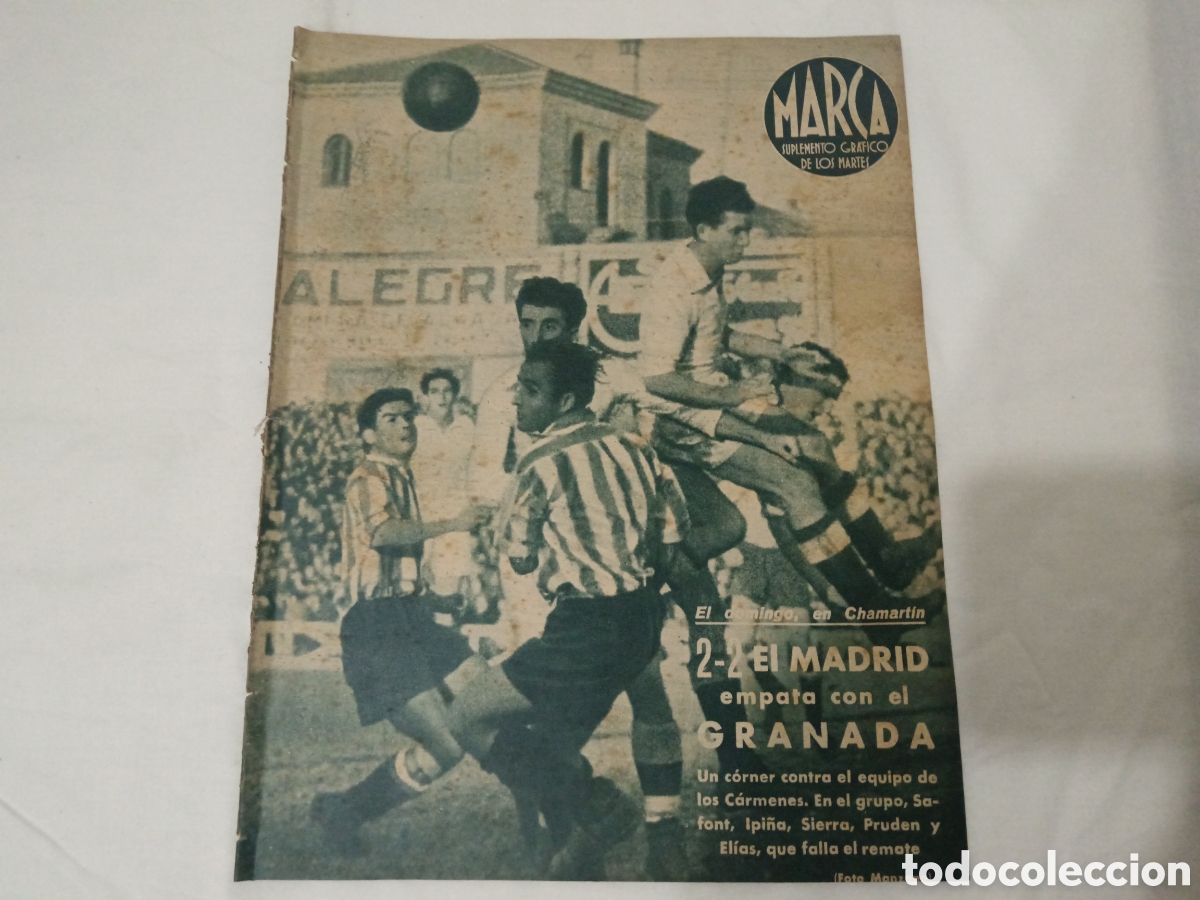 MARCA
SUPLEMENTO GRÁFICO
DE LOS MARTES
ALEGRE
El domingo, en Chamartín
2-2 El MADRID
empata con el
GRANADA
Un córner contra el equipo de
los Cármenes. En el grupo, Sa-
font, Ipiña, Sierra, Pruden y
Elías, que falla el remate
(Foto
todocoleccion